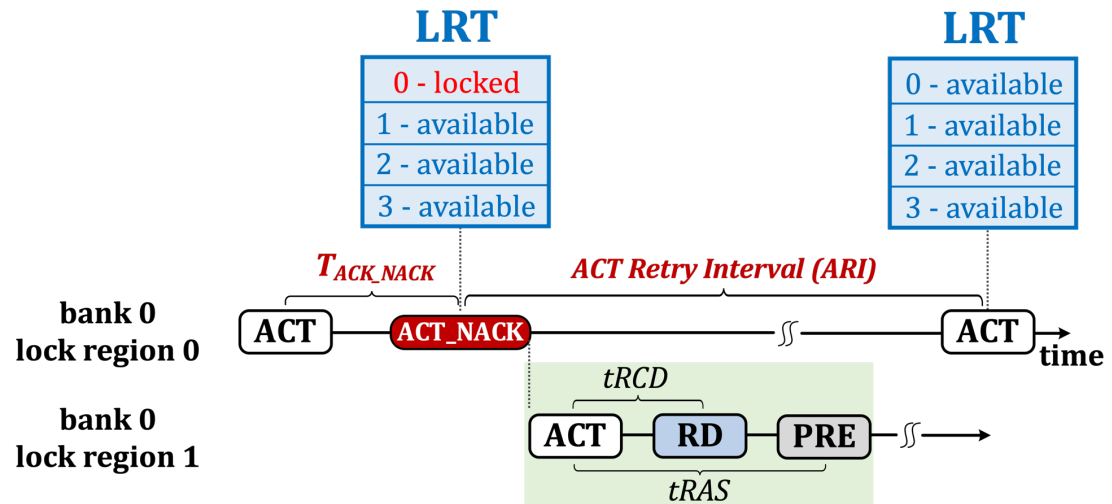 LRT
0 - locked
1 - available
2 - available
3 - available
LRT
0 - available
1 - available
2 - available
3 - available
T_ACK_NACK
ACT Retry Interval (ARI)
bank 0
lock region 0
ACT
ACT_NACK
ACT
time
tRCD
bank 0
lock region 1
ACT
RD
PRE
tRAS